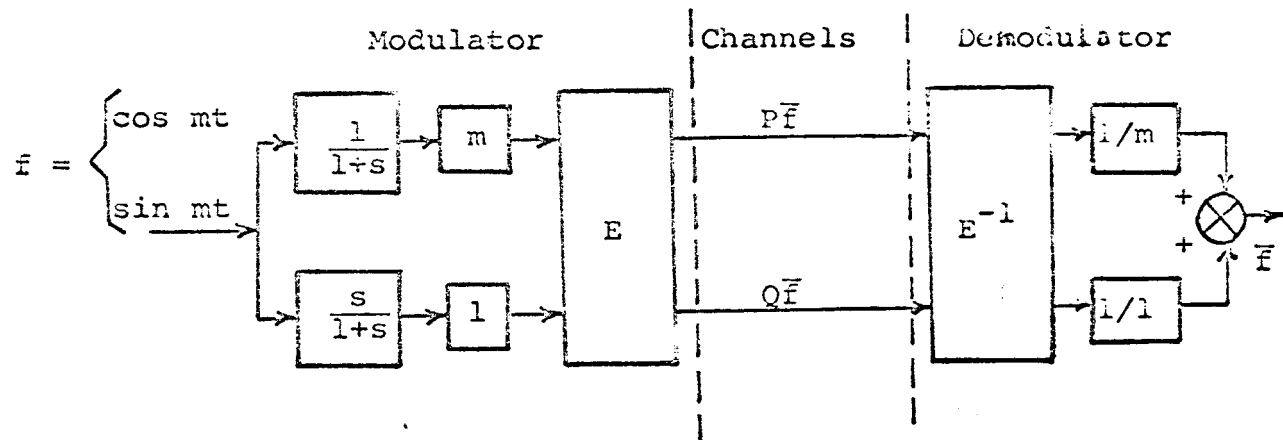 Modulator Channels Demodulator
cos mt
f =
sin mt
1
1+s
m
E
Pf̅
E⁻¹
1/m
+
+
f̅
s
1+s
1
Qf̅
1/1